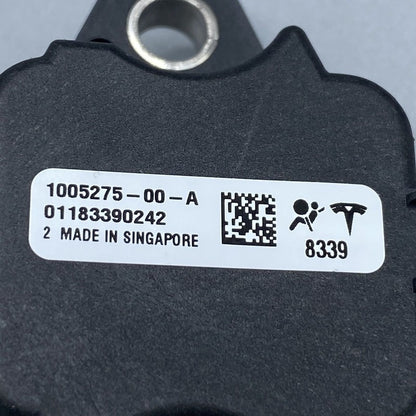 1005275-00-A
01183390242
2 MADE IN SINGAPORE
8339